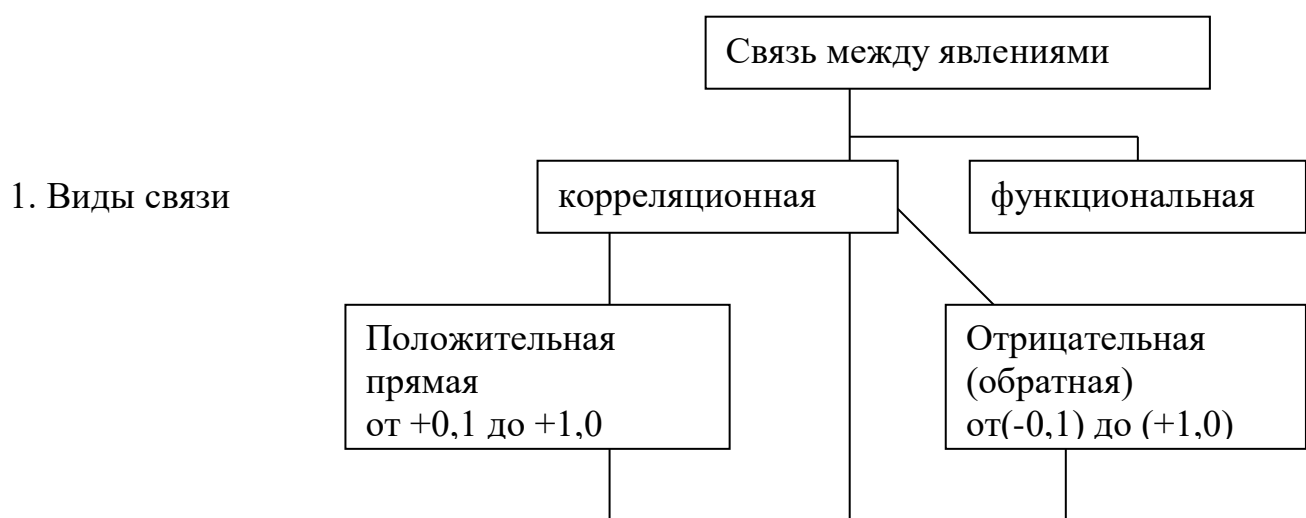 Связь между явлениями
1. Виды связи
корреляционная
функциональная
Положительная
прямая
от +0,1 до +1,0
Отрицательная
(обратная)
от(-0,1) до (+1,0)